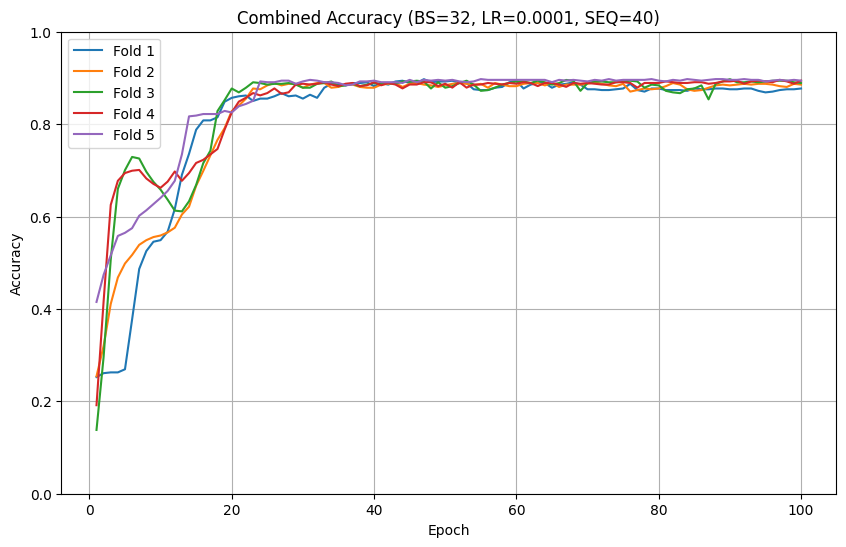 Combined Accuracy (BS=32, LR=0.0001, SEQ=40)
Fold 1
Fold 2
Fold 3
Fold 4
Fold 5
Accuracy
1.0
0.8
0.6
0.4
0.2
0.0
0 20 40 60 80 100
Epoch